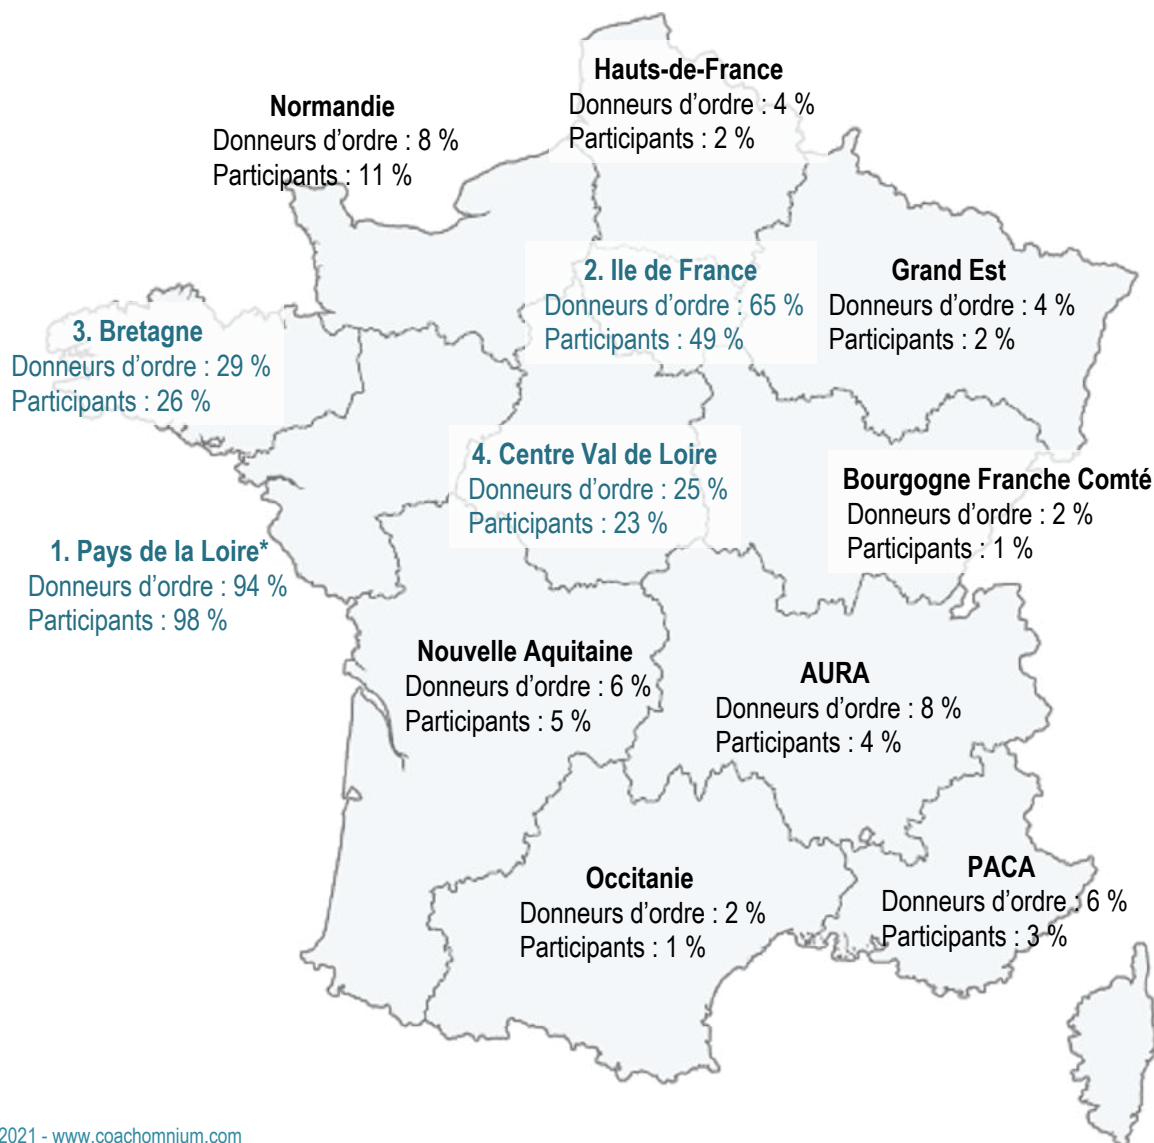 Hauts-de-France
Donneurs d'ordre : 4 %
Participants : 2 %
Normandie
Donneurs d'ordre : 8 %
Participants : 11 %
2. Ile de France
Donneurs d'ordre : 65 %
Participants : 49 %
Grand Est
Donneurs d'ordre : 4 %
Participants : 2 %
3. Bretagne
Donneurs d'ordre : 29 %
Participants : 26 %
4. Centre Val de Loire
Donneurs d'ordre : 25 %
Participants : 23 %
Bourgogne Franche Comté
Donneurs d'ordre : 2 %
Participants : 1 %
1. Pays de la Loire*
Donneurs d'ordre : 94 %
Participants : 98 %
Nouvelle Aquitaine
Donneurs d'ordre : 6 %
Participants : 5 %
AURA
Donneurs d'ordre : 8 %
Participants : 4 %
Occitanie
Donneurs d'ordre : 2 %
Participants : 1 %
PACA
Donneurs d'ordre : 6 %
Participants : 3 %
2021 - www.coachomnium.com